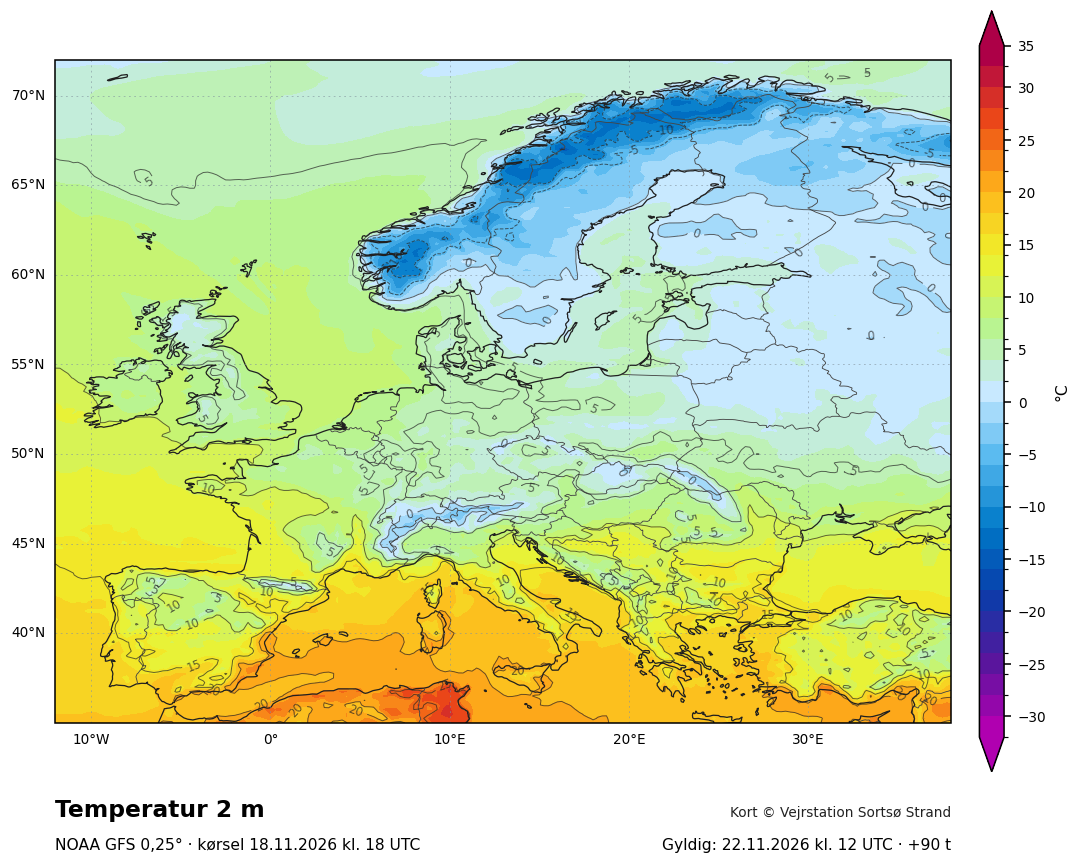 70°N
65°N
60°N
55°N
50°N
45°N
40°N
10°W 0° 10°E 20°E 30°E
35
30
25
20
15
10
5
0
−5
−10
−15
−20
−25
−30
°C
Temperatur 2 m
Kort © Vejrstation Sortsø Strand
NOAA GFS 0,25° · kørsel 18.11.2026 kl. 18 UTC
Gyldig: 22.11.2026 kl. 12 UTC · +90 t